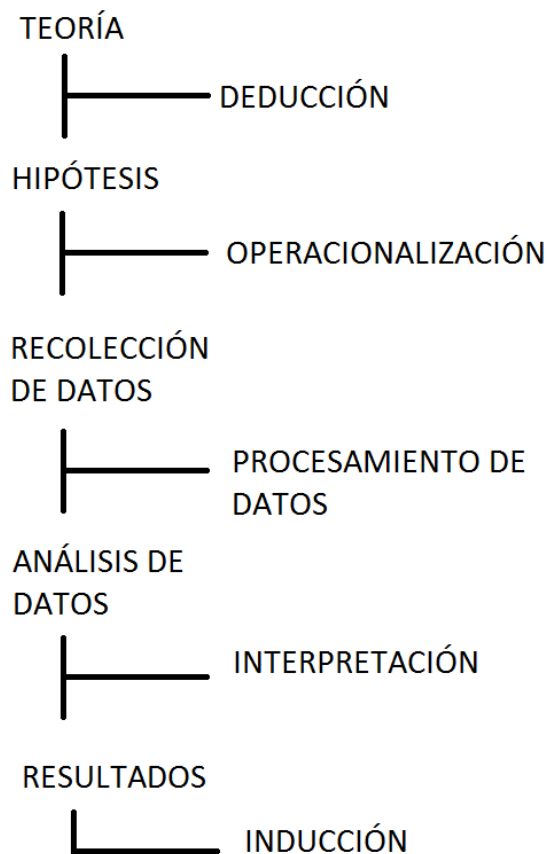 TEORÍA
DEDUCCIÓN
HIPÓTESIS
OPERACIONALIZACIÓN
RECOLECCIÓN
DE DATOS
PROCESAMIENTO DE
DATOS
ANÁLISIS DE
DATOS
INTERPRETACIÓN
RESULTADOS
INDUCCIÓN